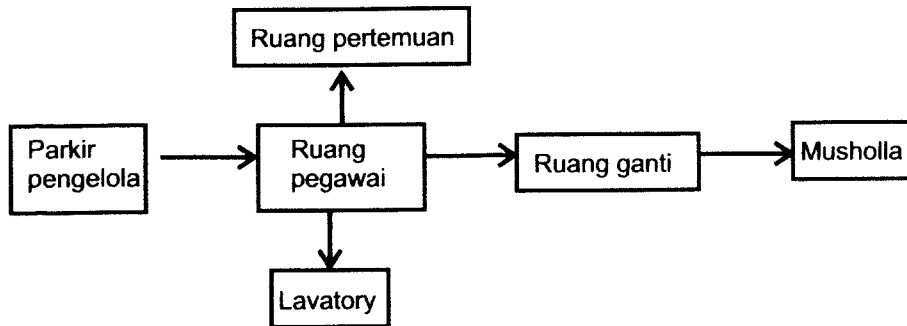 Ruang pertemuan
Parkir
pengelola
Ruang
pegawai
Ruang ganti
Musholla
Lavatory